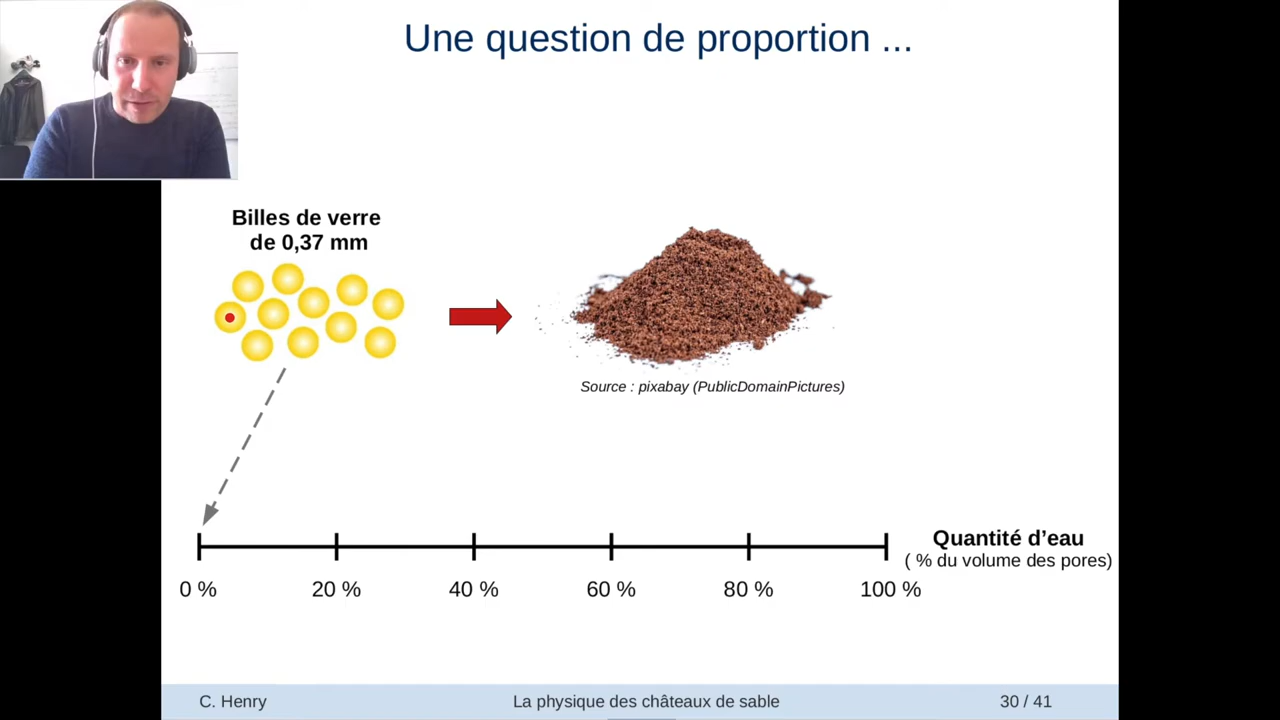 Une question de proportion ...
Billes de verre
de 0,37 mm
Source : pixabay (PublicDomainPictures)
Quantité d’eau
( % du volume des pores)
0 %
20 %
40 %
60 %
80 %
100 %
C. Henry
La physique des châteaux de sable
30 / 41